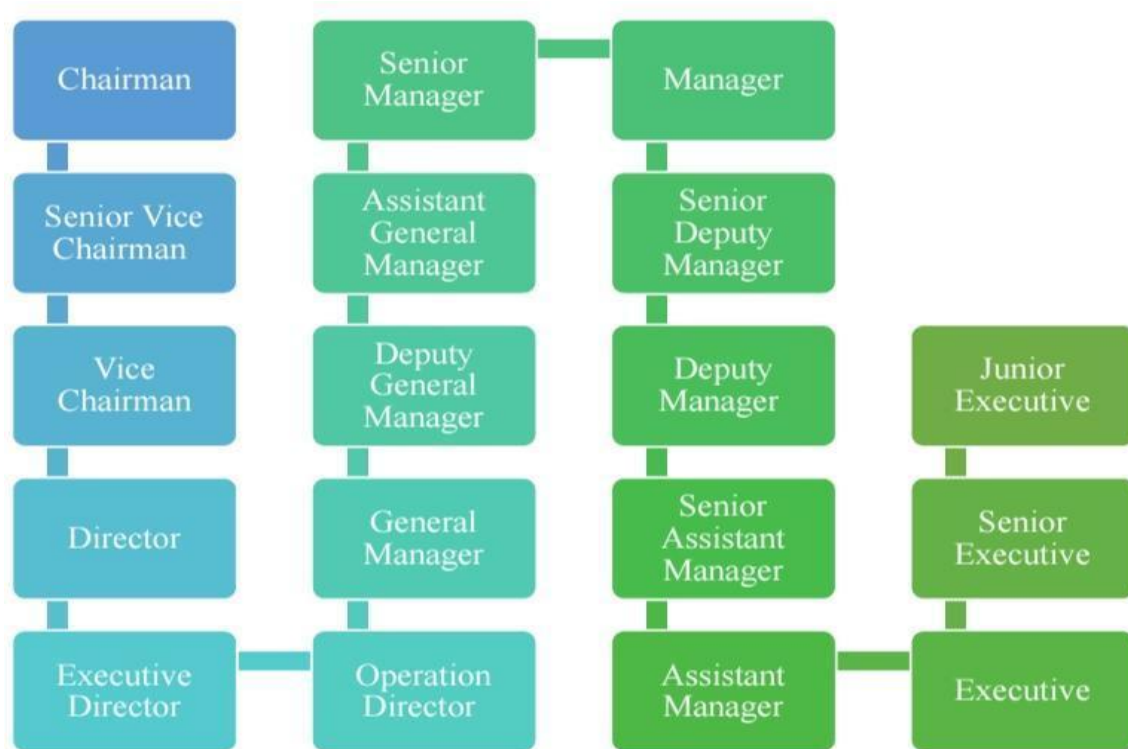 Chairman
Senior Vice
Chairman
Vice
Chairman
Director
Executive
Director
Operation
Director
General
Manager
Deputy
General
Manager
Assistant
General
Manager
Senior
Manager
Manager
Senior
Deputy
Manager
Deputy
Manager
Senior
Assistant
Manager
Assistant
Manager
Executive
Senior
Executive
Junior
Executive